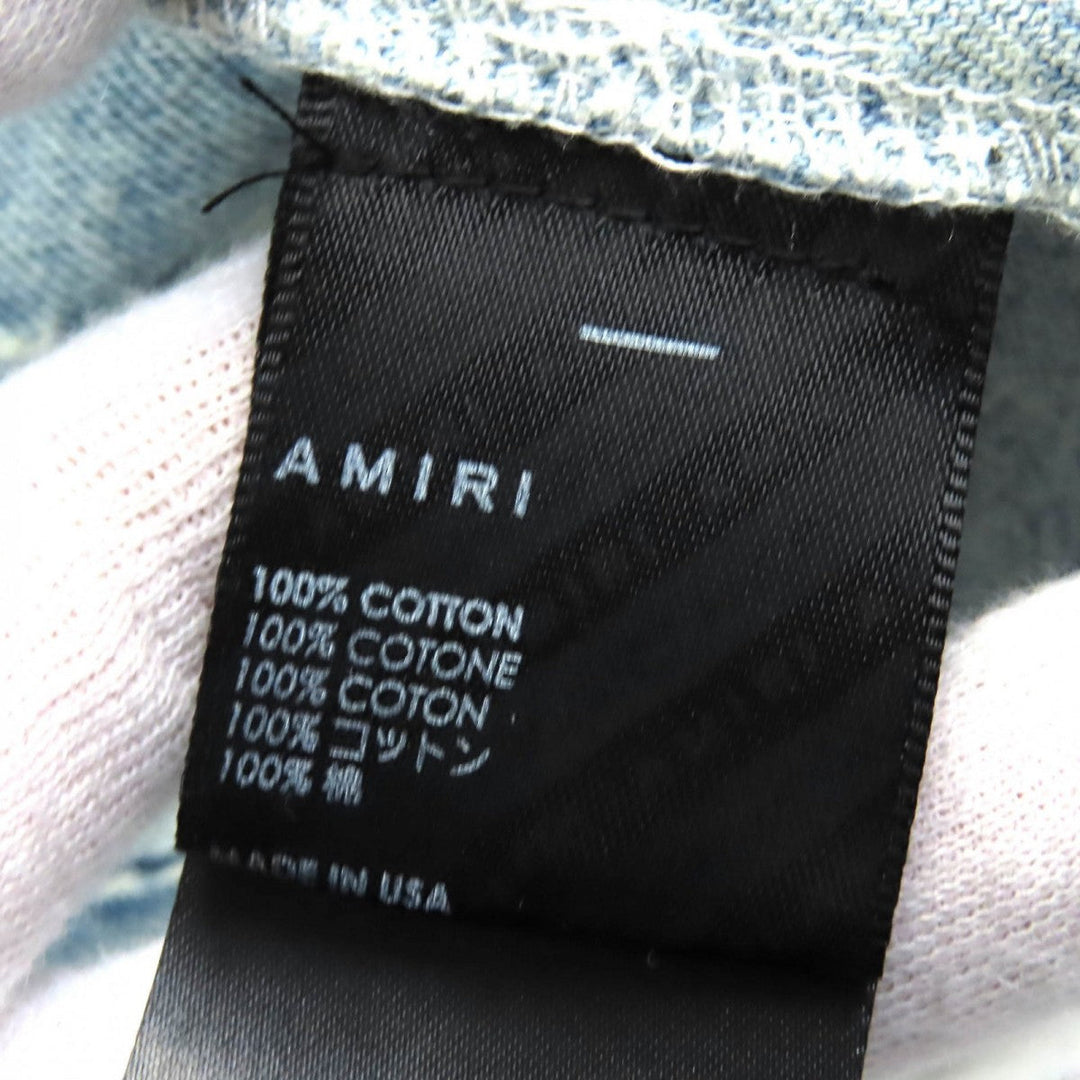 AMIRI
100% COTTON
100% COTONE
100% COTON
100% コットン
100% 棉
MADE IN USA